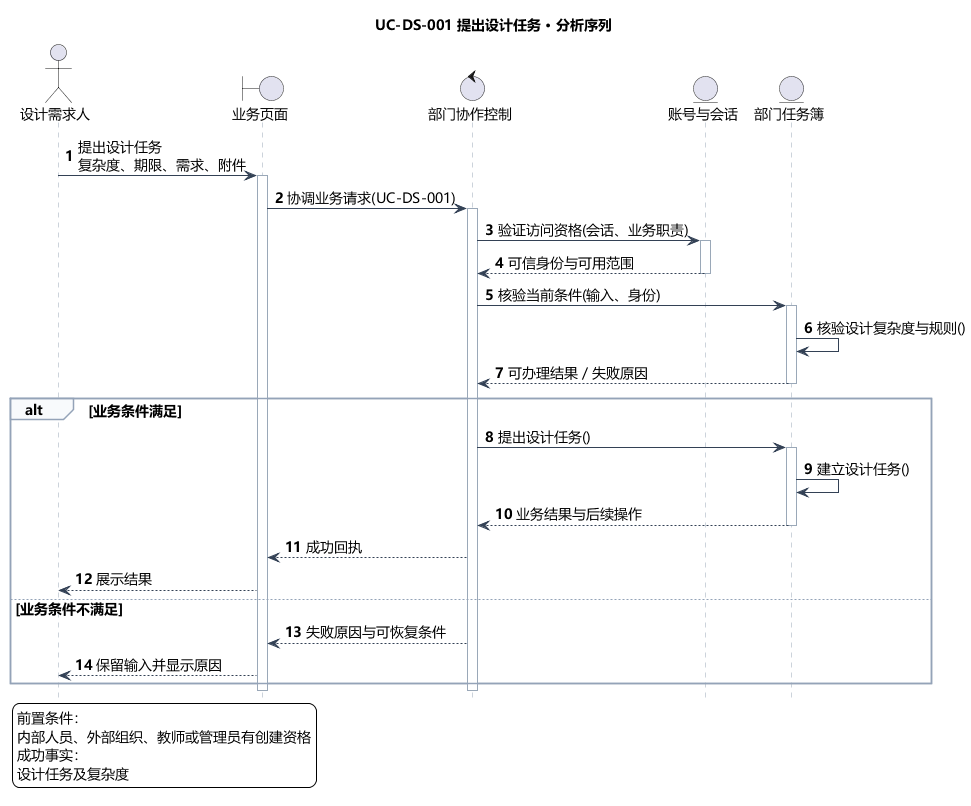 UC-DS-001 提出设计任务 • 分析序列
设计需求人
业务页面
部门协作控制
账号与会话
部门任务簿
1 提出设计任务
复杂度、期限、需求、附件
2 协调业务请求(UC-DS-001)
3 验证访问资格(会话、业务职责)
4 可信身份与可用范围
5 核验当前条件(输入、身份)
6 核验设计复杂度与规则()
7 可办理结果 / 失败原因
alt [业务条件满足]
8 提出设计任务()
9 建立设计任务()
10 业务结果与后续操作
11 成功回执
12 展示结果
[业务条件不满足]
13 失败原因与可恢复条件
14 保留输入并显示原因
前置条件：
内部人员、外部组织、教师或管理员有创建资格
成功事实：
设计任务及复杂度